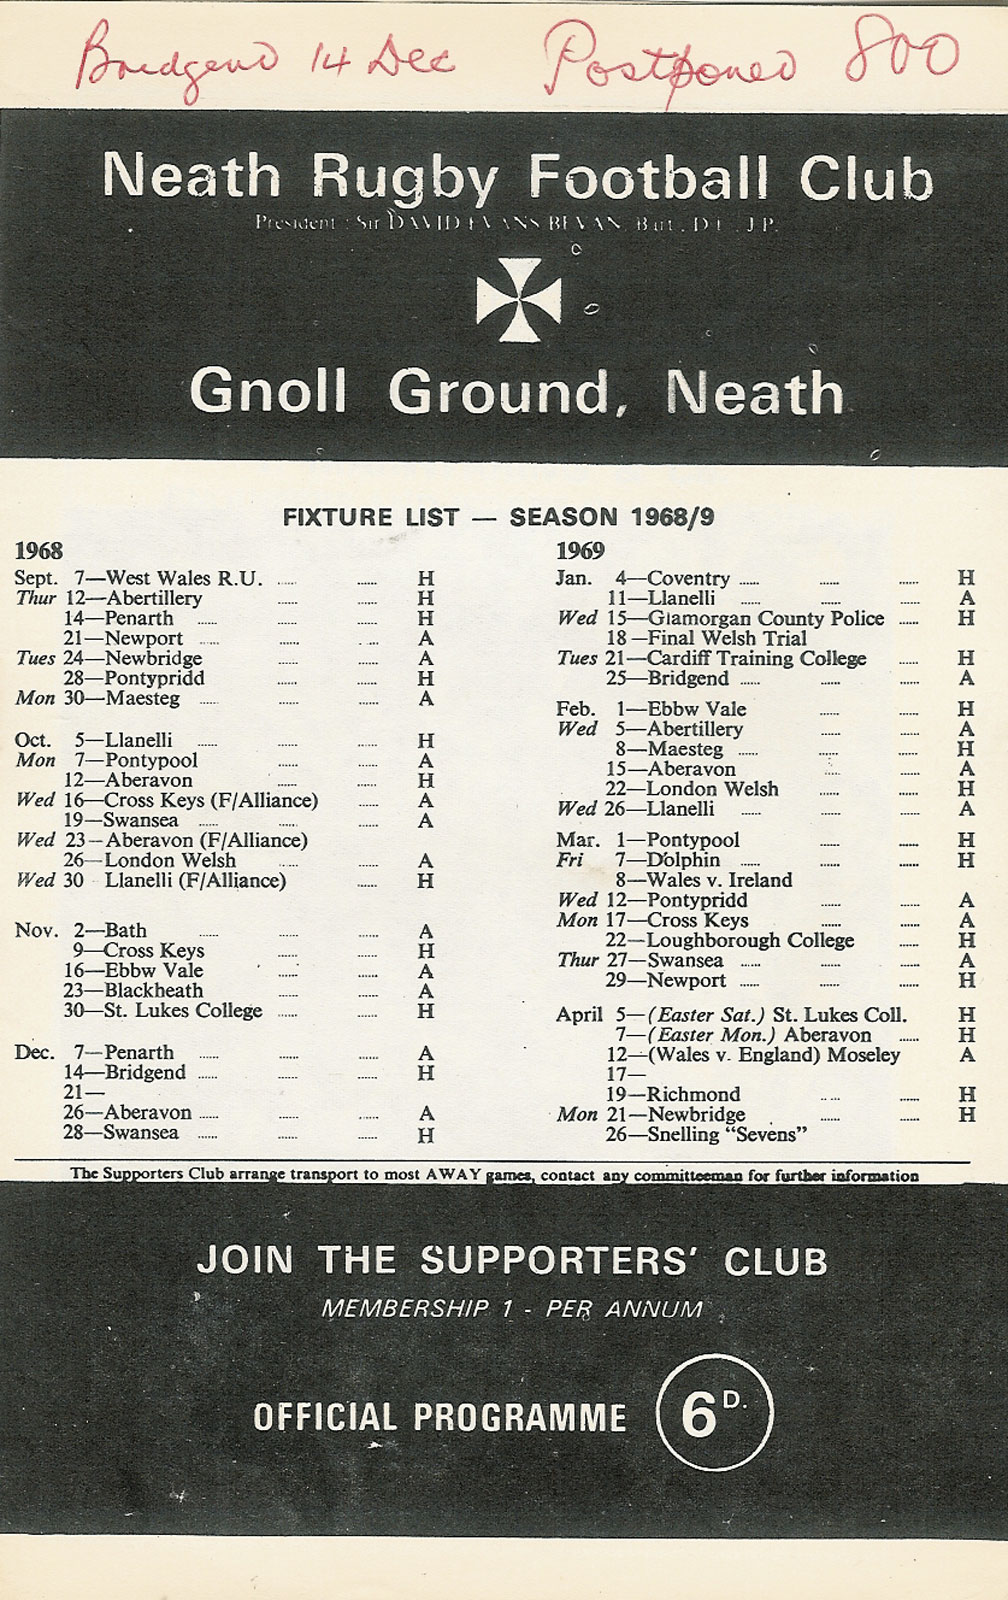 Bridgend 14 Dec Postponed 800
Neath Rugby Football Club
President : Sir DAVID EVANS BEVAN Bart., D.L., J.P.
Gnoll Ground, Neath
FIXTURE LIST — SEASON 1968/9
1968
Sept. 7—West Wales R.U. ..... ..... H
Thur 12—Abertillery ..... ..... H
14—Penarth ..... ..... ..... H
21—Newport ..... ..... ..... A
Tues 24—Newbridge ..... ..... A
28—Pontypridd ..... ..... H
Mon 30—Maesteg ..... ..... ..... A
Oct. 5—Llanelli ..... ..... ..... H
Mon 7—Pontypool ..... ..... A
12—Aberavon ..... ..... H
Wed 16—Cross Keys (F/Alliance) ..... A
19—Swansea ..... ..... ..... A
Wed 23—Aberavon (F/Alliance)
26—London Welsh ..... ..... A
Wed 30 Llanelli (F/Alliance) ..... H
Nov. 2—Bath ..... ..... ..... A
9—Cross Keys ..... ..... H
16—Ebbw Vale ..... ..... A
23—Blackheath ..... ..... A
30—St. Lukes College ..... ..... H
Dec. 7—Penarth ..... ..... ..... A
14—Bridgend ..... ..... ..... H
21—
26—Aberavon ..... ..... ..... A
28—Swansea ..... ..... ..... H
1969
Jan. 4—Coventry ..... ..... ..... H
11—Llanelli ..... ..... ..... A
Wed 15—Glamorgan County Police ..... H
18—Final Welsh Trial
Tues 21—Cardiff Training College ..... H
25—Bridgend ..... ..... ..... A
Feb. 1—Ebbw Vale ..... ..... H
Wed 5—Abertillery ..... ..... A
8—Maesteg ..... ..... ..... H
15—Aberavon ..... ..... A
22—London Welsh ..... ..... H
Wed 26—Llanelli ..... ..... ..... A
Mar. 1—Pontypool ..... ..... H
Fri 7—Dolphin ..... ..... ..... H
8—Wales v. Ireland
Wed 12—Pontypridd ..... ..... A
Mon 17—Cross Keys ..... ..... A
22—Loughborough College ..... H
Thur 27—Swansea ..... ..... ..... A
29—Newport ..... ..... ..... H
April 5—(Easter Sat.) St. Lukes Coll. H
7—(Easter Mon.) Aberavon ..... H
12—(Wales v. England) Moseley A
17—
19—Richmond ..... ..... H
Mon 21—Newbridge ..... ..... H
26—Snelling "Sevens"
The Supporters Club arrange transport to most AWAY games, contact any committeeman for further information
JOIN THE SUPPORTERS' CLUB
MEMBERSHIP 1 - PER ANNUM
OFFICIAL PROGRAMME 6D.